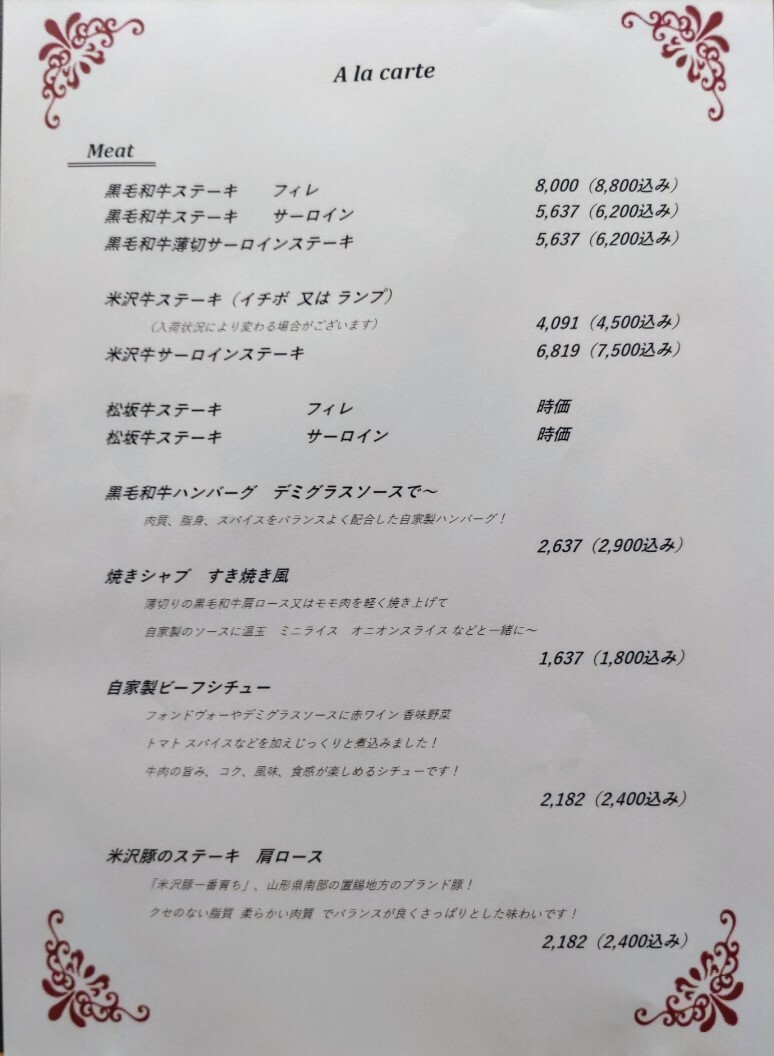 A la carte
Meat
黒毛和牛ステーキ　フィレ　8,000（8,800込み）
黒毛和牛ステーキ　サーロイン　5,637（6,200込み）
黒毛和牛薄切サーロインステーキ　5,637（6,200込み）
米沢牛ステーキ（イチボ 又は ランプ）
（入荷状況により変わる場合がございます）　4,091（4,500込み）
米沢牛サーロインステーキ　6,819（7,500込み）
松坂牛ステーキ　フィレ　時価
松坂牛ステーキ　サーロイン　時価
黒毛和牛ハンバーグ　デミグラスソースで～
肉質、脂身、スパイスをバランスよく配合した自家製ハンバーグ！
2,637（2,900込み）
焼きシャブ　すき焼き風
薄切りの黒毛和牛肩ロース又はモモ肉を軽く焼き上げて
自家製のソースに温玉　ミニライス　オニオンスライス などと一緒に～
1,637（1,800込み）
自家製ビーフシチュー
フォンドヴォーやデミグラスソースに赤ワイン 香味野菜
トマト スパイスなどを加えじっくりと煮込みました！
牛肉の旨み、コク、風味、食感が楽しめるシチューです！
2,182（2,400込み）
米沢豚のステーキ　肩ロース
「米沢豚一番育ち」、山形県南部の置賜地方のブランド豚！
クセのない脂質 柔らかい肉質 でバランスが良くさっぱりとした味わいです！
2,182（2,400込み）